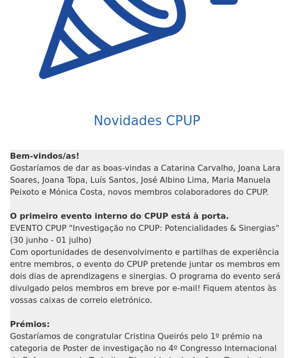 Novidades CPUP
Bem-vindos/as!
Gostaríamos de dar as boas-vindas a Catarina Carvalho, Joana Lara
Soares, Joana Topa, Luís Santos, José Albino Lima, Maria Manuela
Peixoto e Mónica Costa, novos membros colaboradores do CPUP.
O primeiro evento interno do CPUP está à porta.
EVENTO CPUP "Investigação no CPUP: Potencialidades & Sinergias"
(30 junho - 01 julho)
Com oportunidades de desenvolvimento e partilhas de experiência
entre membros, o evento do CPUP pretende juntar os membros em
dois dias de aprendizagens e sinergias. O programa do evento será
divulgado pelos membros em breve por e-mail! Fiquem atentos às
vossas caixas de correio eletrónico.
Prémios:
Gostaríamos de congratular Cristina Queirós pelo 1º prémio na
categoria de Poster de investigação no 4º Congresso Internacional